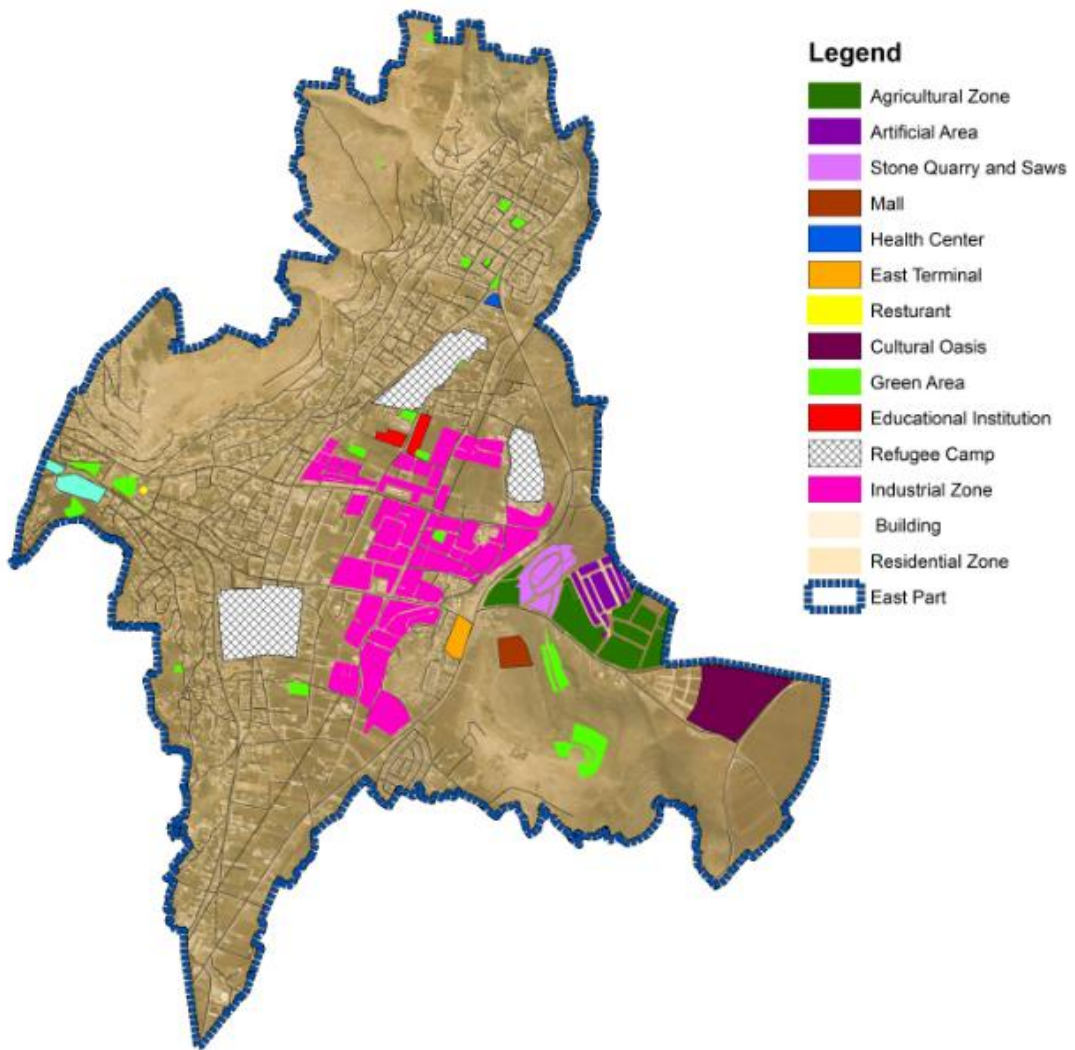 Legend
Agricultural Zone
Artificial Area
Stone Quarry and Saws
Mall
Health Center
East Terminal
Resturant
Cultural Oasis
Green Area
Educational Institution
Refugee Camp
Industrial Zone
Building
Residential Zone
East Part